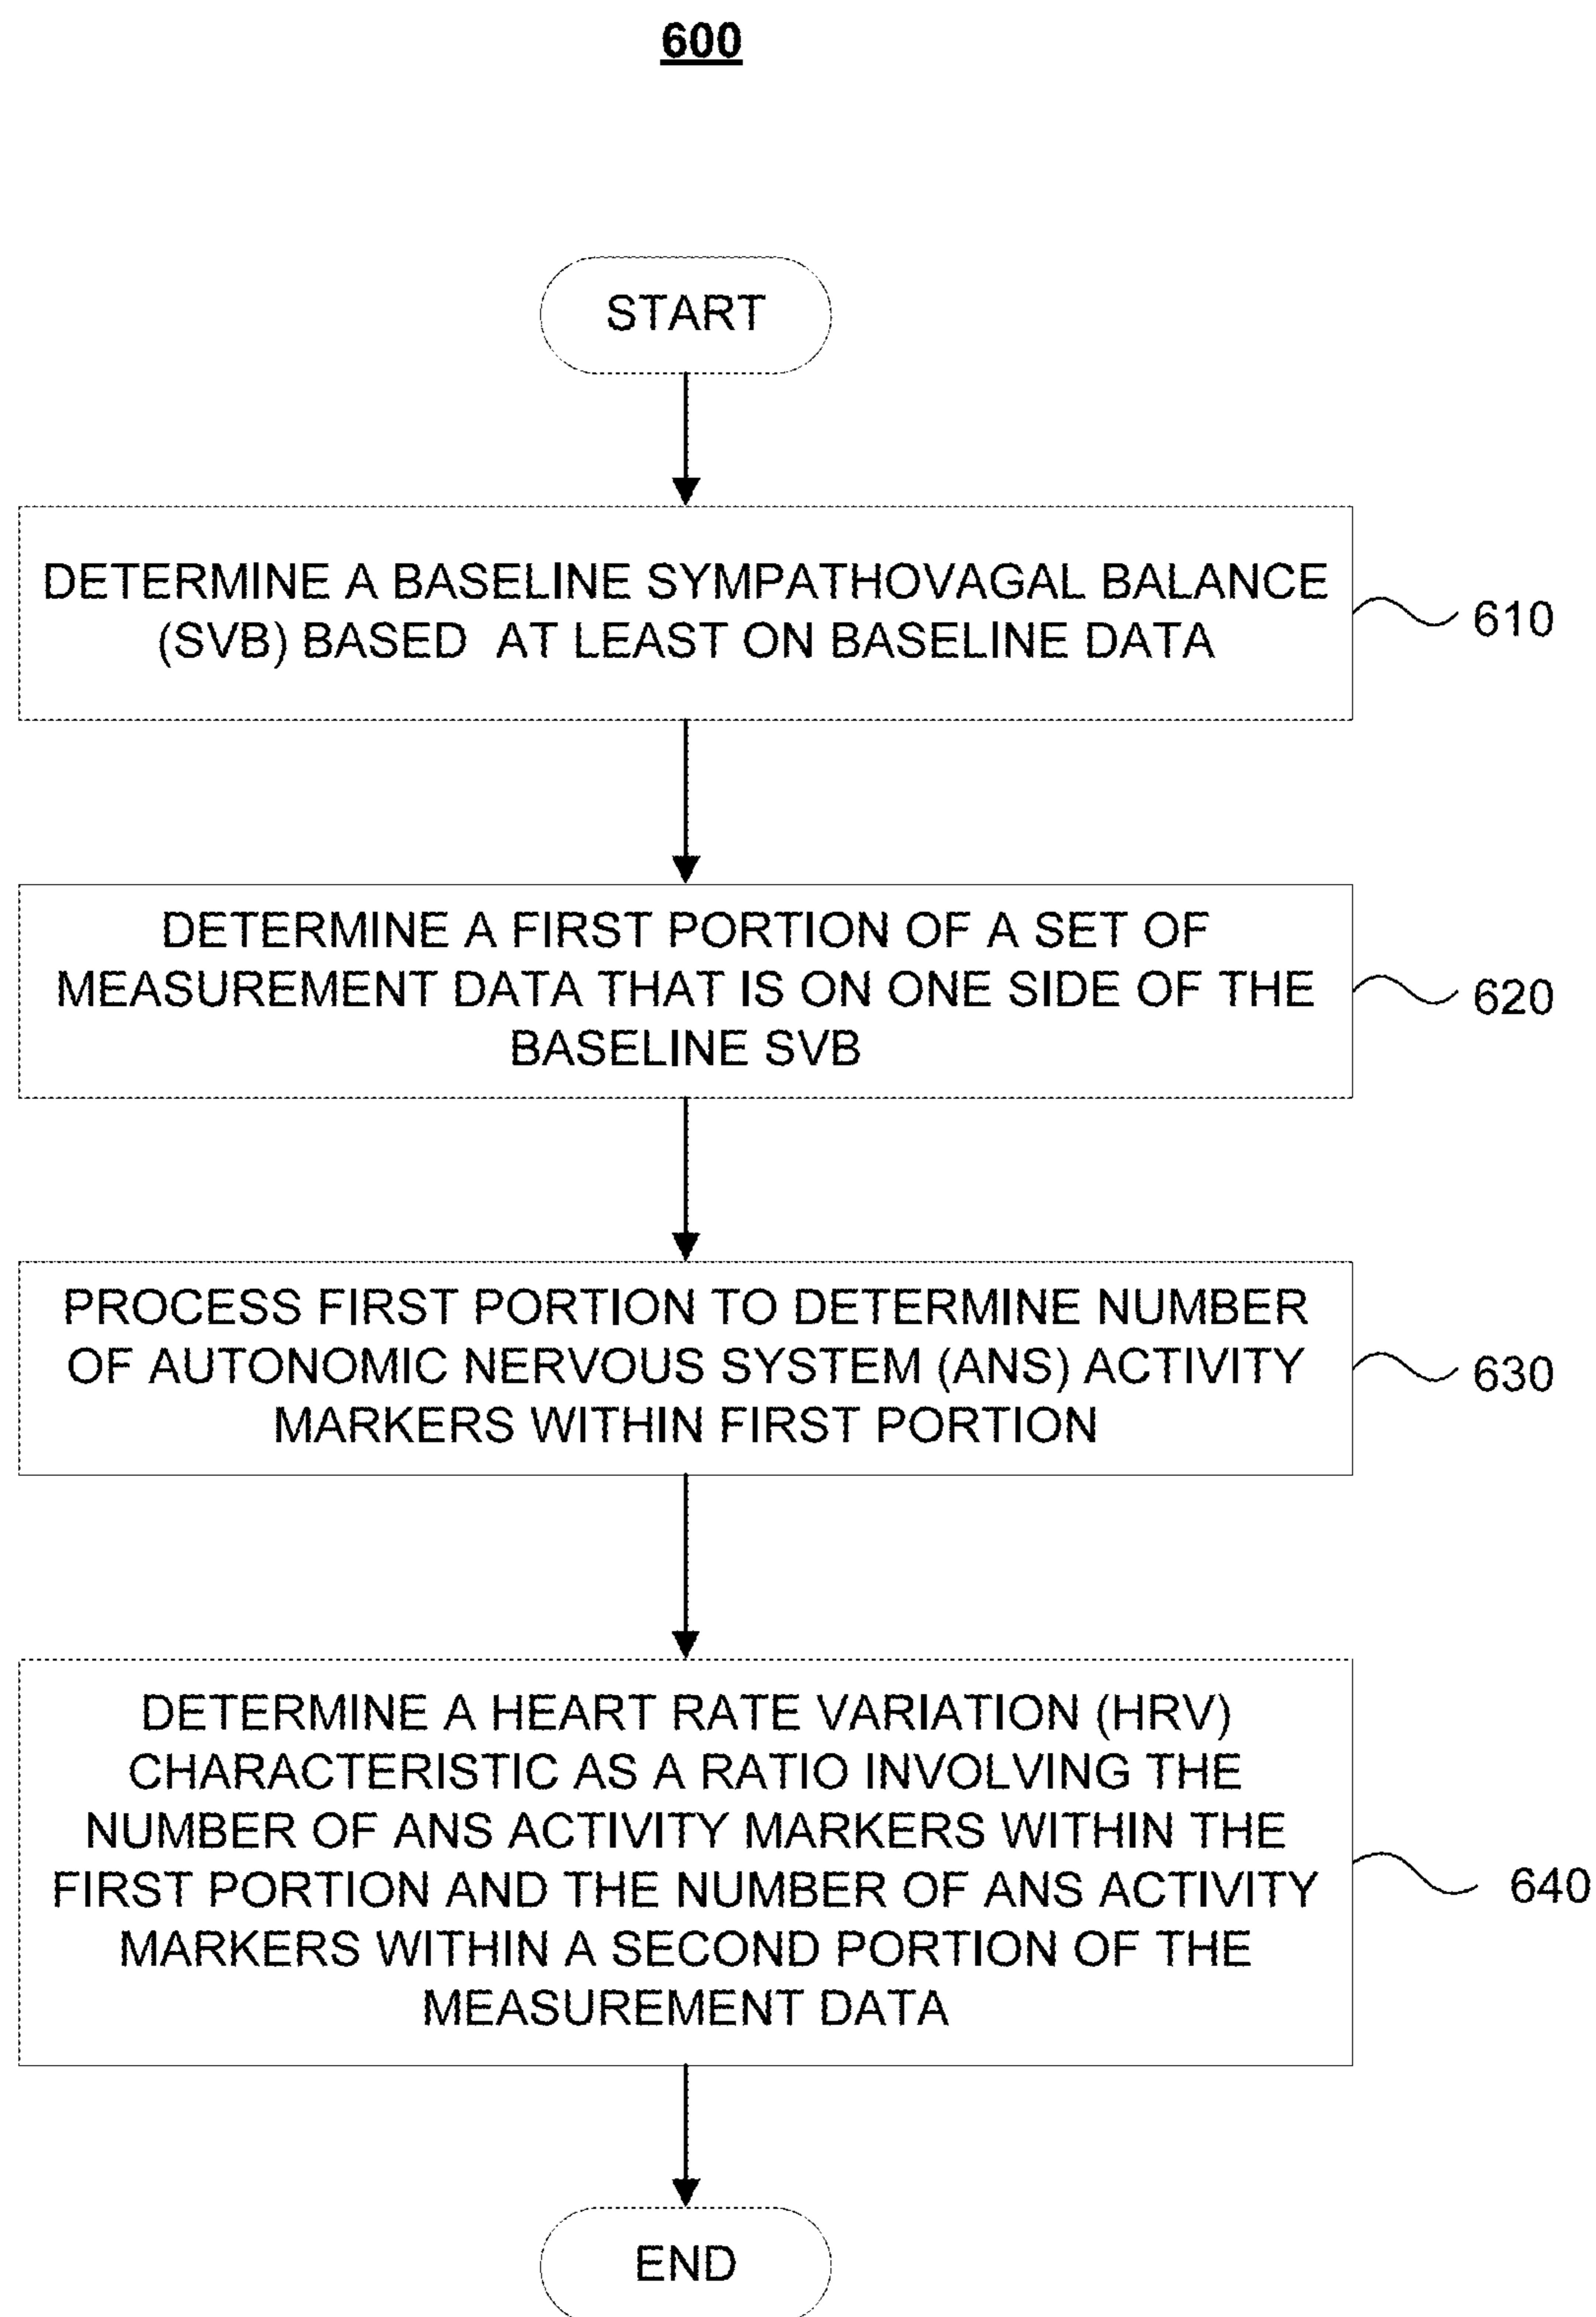 600
START
DETERMINE A BASELINE SYMPATHOVAGAL BALANCE
(SVB) BASED AT LEAST ON BASELINE DATA
610
DETERMINE A FIRST PORTION OF A SET OF
MEASUREMENT DATA THAT IS ON ONE SIDE OF THE
BASELINE SVB
620
PROCESS FIRST PORTION TO DETERMINE NUMBER
OF AUTONOMIC NERVOUS SYSTEM (ANS) ACTIVITY
MARKERS WITHIN FIRST PORTION
630
DETERMINE A HEART RATE VARIATION (HRV)
CHARACTERISTIC AS A RATIO INVOLVING THE
NUMBER OF ANS ACTIVITY MARKERS WITHIN THE
FIRST PORTION AND THE NUMBER OF ANS ACTIVITY
MARKERS WITHIN A SECOND PORTION OF THE
MEASUREMENT DATA
640
END